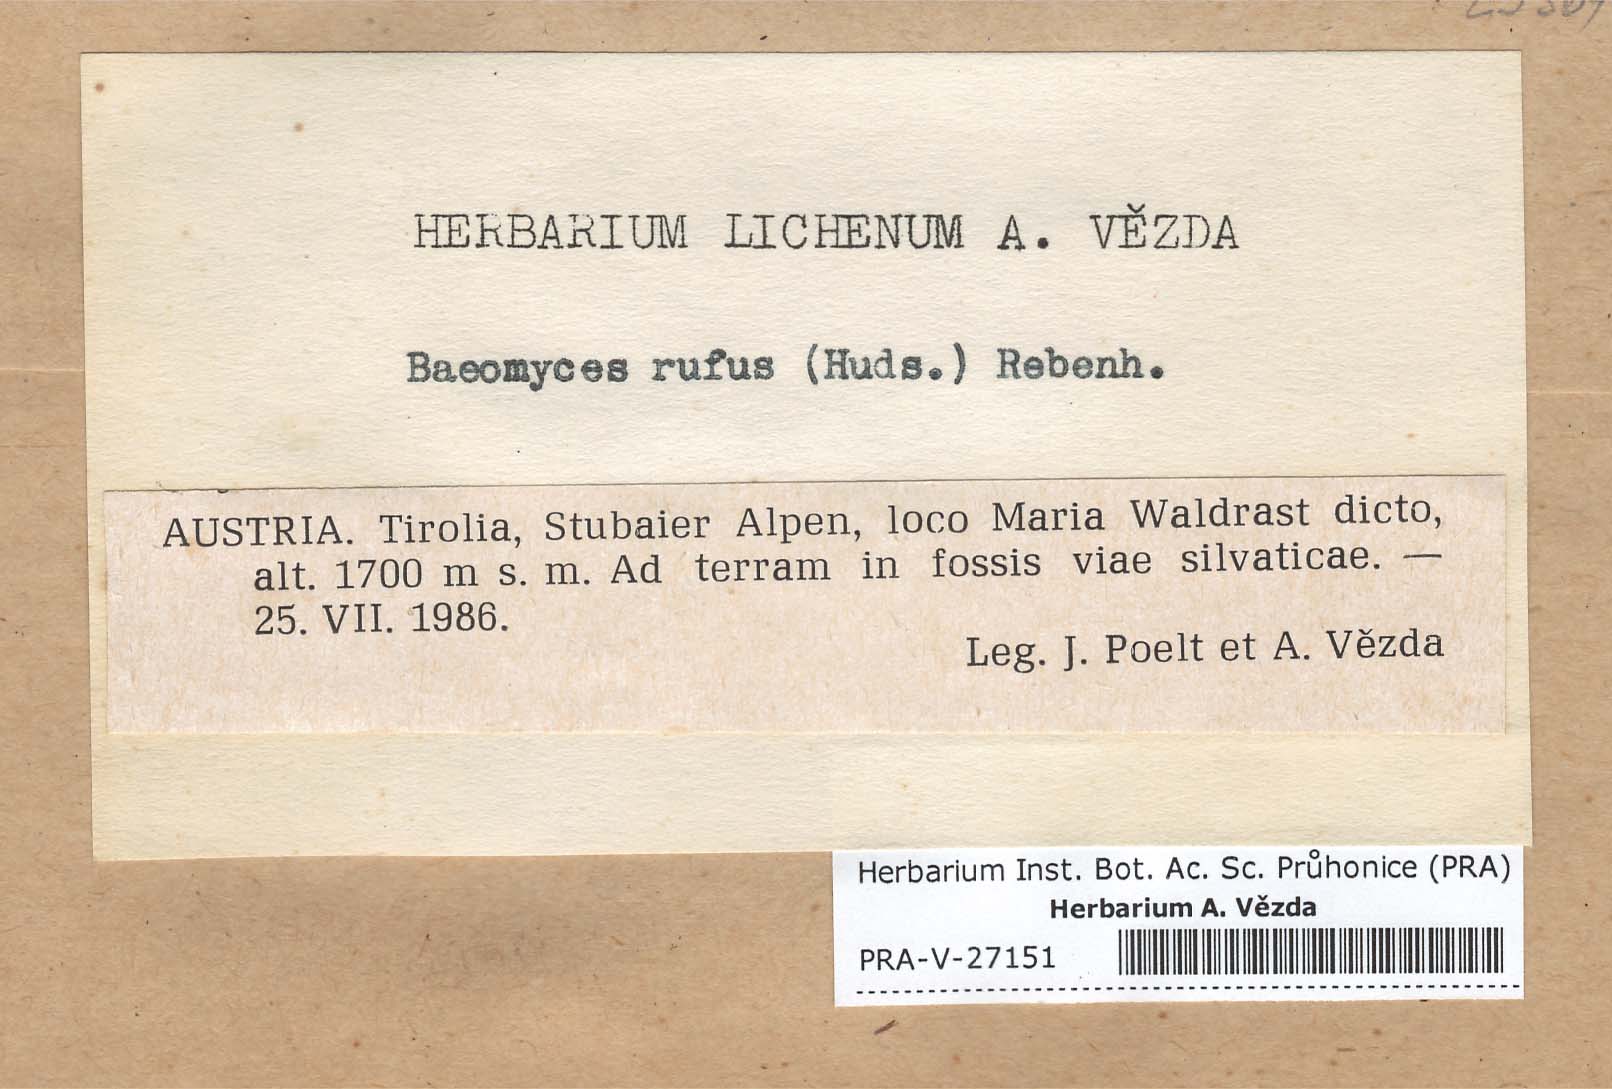 HERBARIUM LICHENUM A. VĚZDA
Baeomyces rufus (Huds.) Rebenh.
AUSTRIA. Tirolia, Stubaier Alpen, loco Maria Waldrast dicto,
alt. 1700 m s. m. Ad terram in fossis viae silvaticae. —
25. VII. 1986.
Leg. J. Poelt et A. Vězda
Herbarium Inst. Bot. Ac. Sc. Průhonice (PRA)
Herbarium A. Vězda
PRA-V-27151